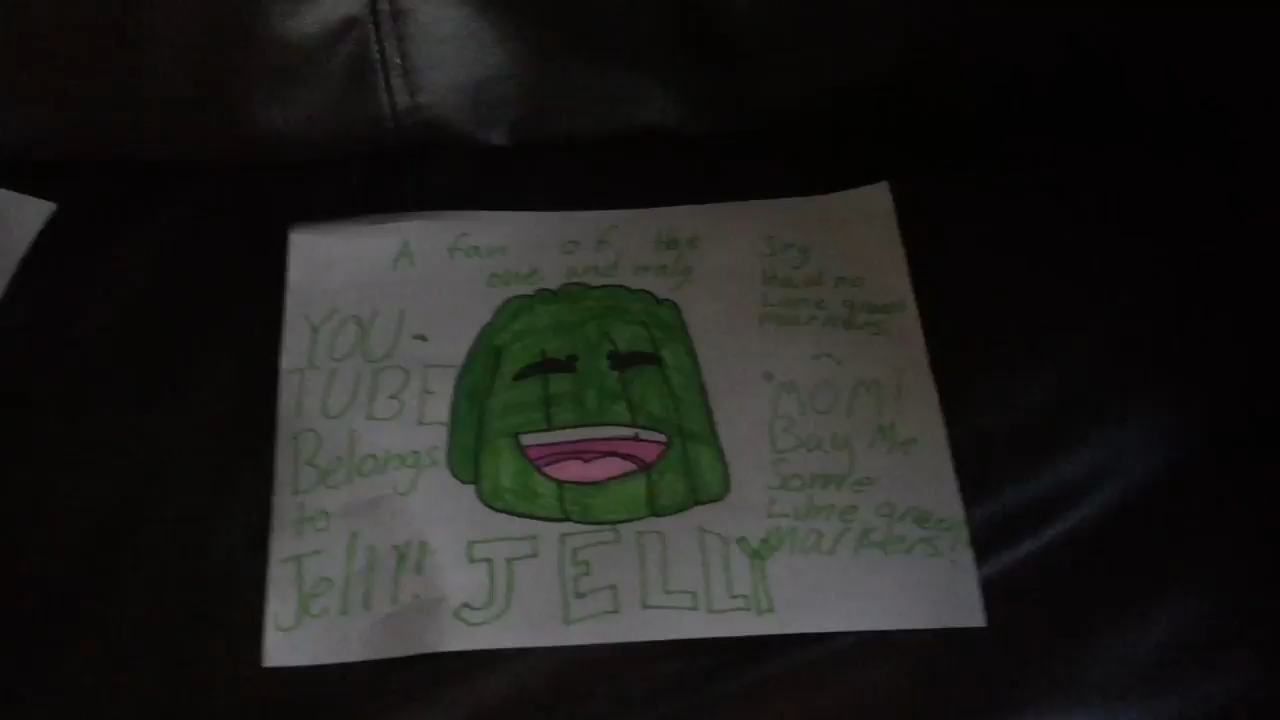 A fan of the
one and only
YOU-
TUBE
Belongs
to
Jelly!!
JELLY
Had no
Lime green
markers
~
"MOM!
Buy Me
Some
Lime green
Markers!